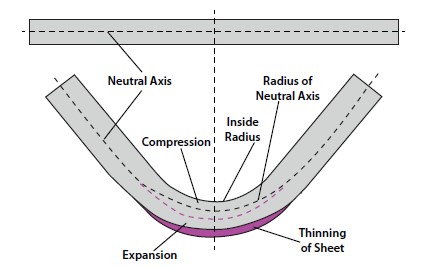 Neutral Axis
Radius of
Neutral Axis
Inside
Radius
Compression
Thinning
of Sheet
Expansion